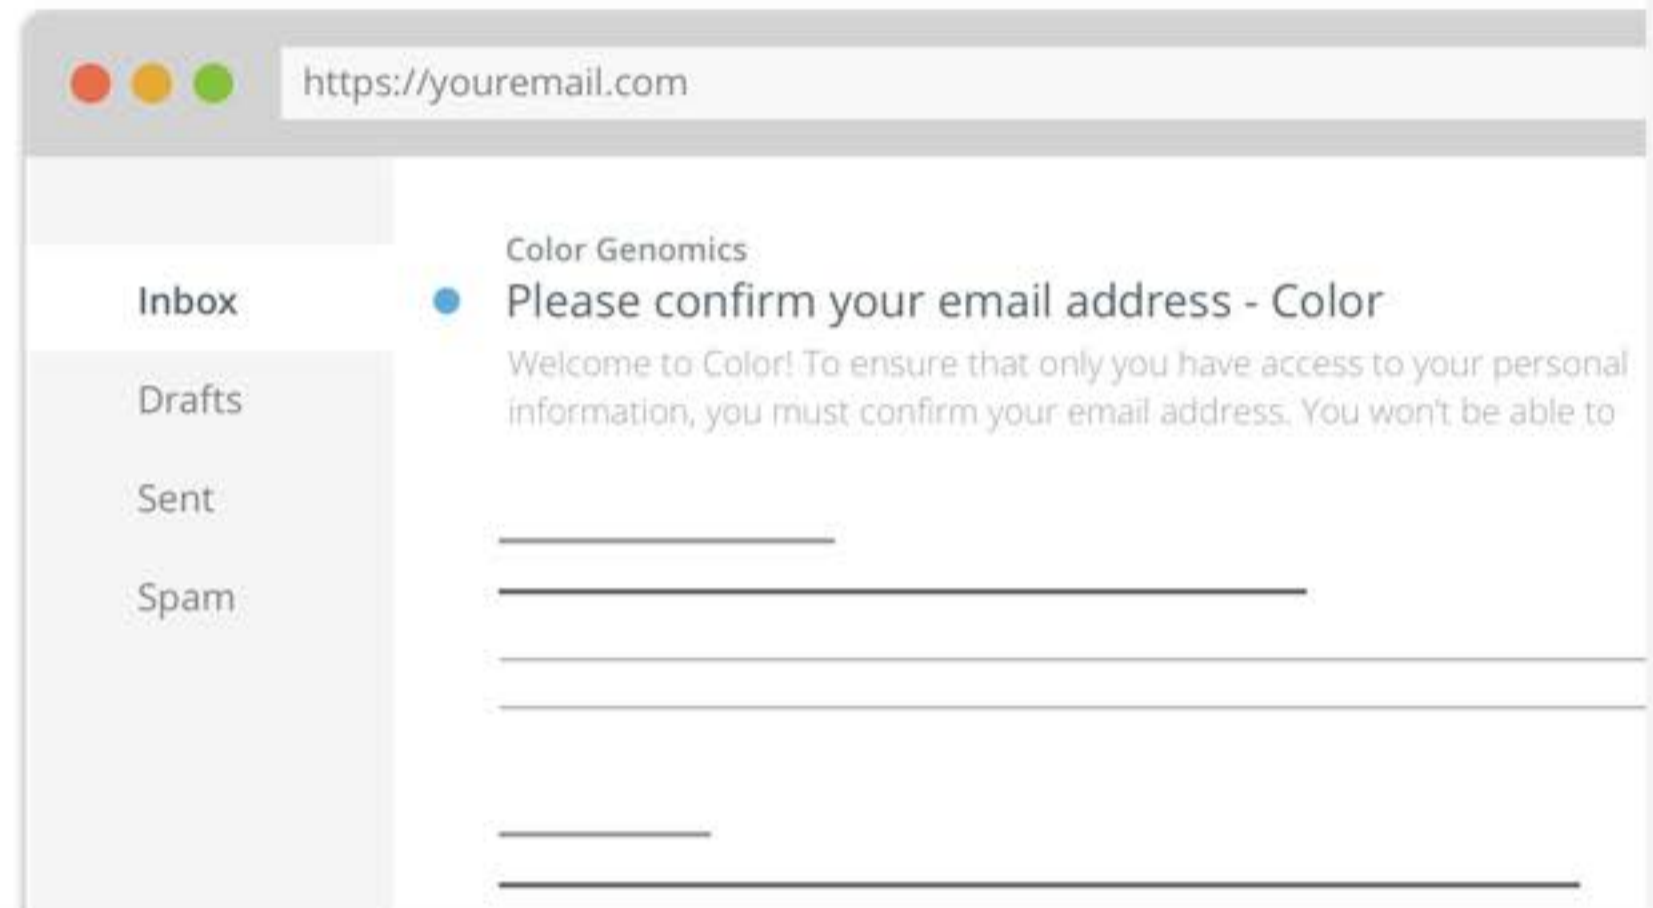 https://youremail.com
Inbox
Drafts
Sent
Spam
Color Genomics
Please confirm your email address - Color
Welcome to Color! To ensure that only you have access to your personal
information, you must confirm your email address. You won't be able to